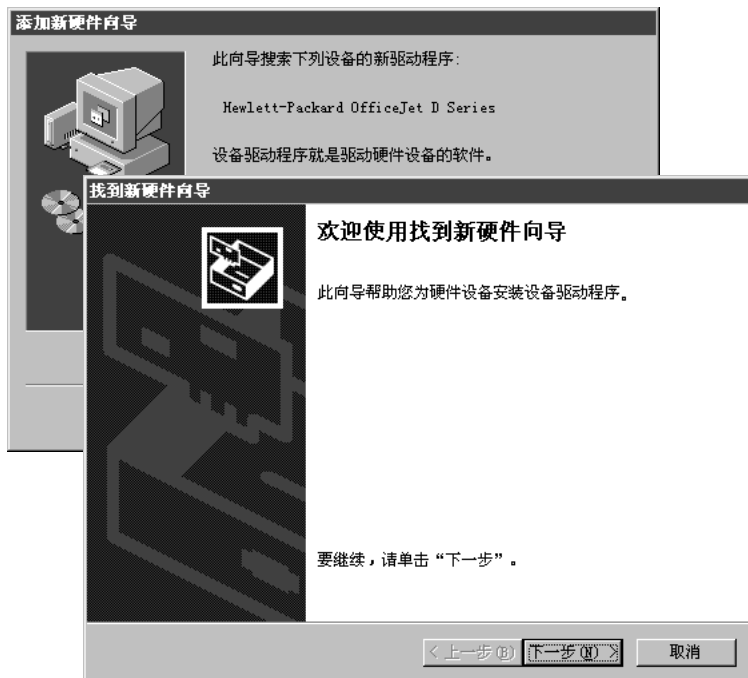 添加新硬件向导
此向导搜索下列设备的新驱动程序:
Hewlett-Packard OfficeJet D Series
设备驱动程序就是驱动硬件设备的软件。
找到新硬件向导
欢迎使用找到新硬件向导
此向导帮助您为硬件设备安装设备驱动程序。
要继续，请单击“下一步”。
< 上一步(B) 下一步(N) > 取消